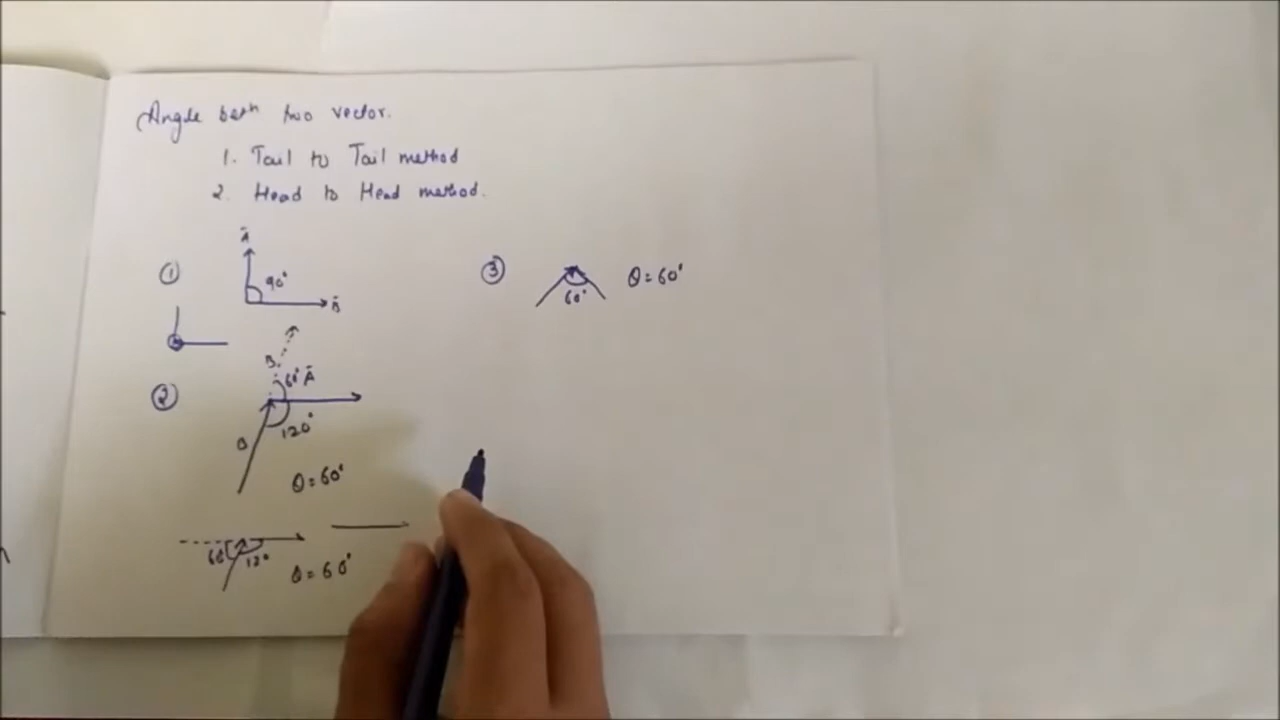 Angle betn two vector.
1. Tail to Tail method
2. Head to Head method.
①
Ā
90°
B̄
②
B
60° Ā
120°
B
θ = 60°
60 120
θ = 60°
③
60°
θ = 60°